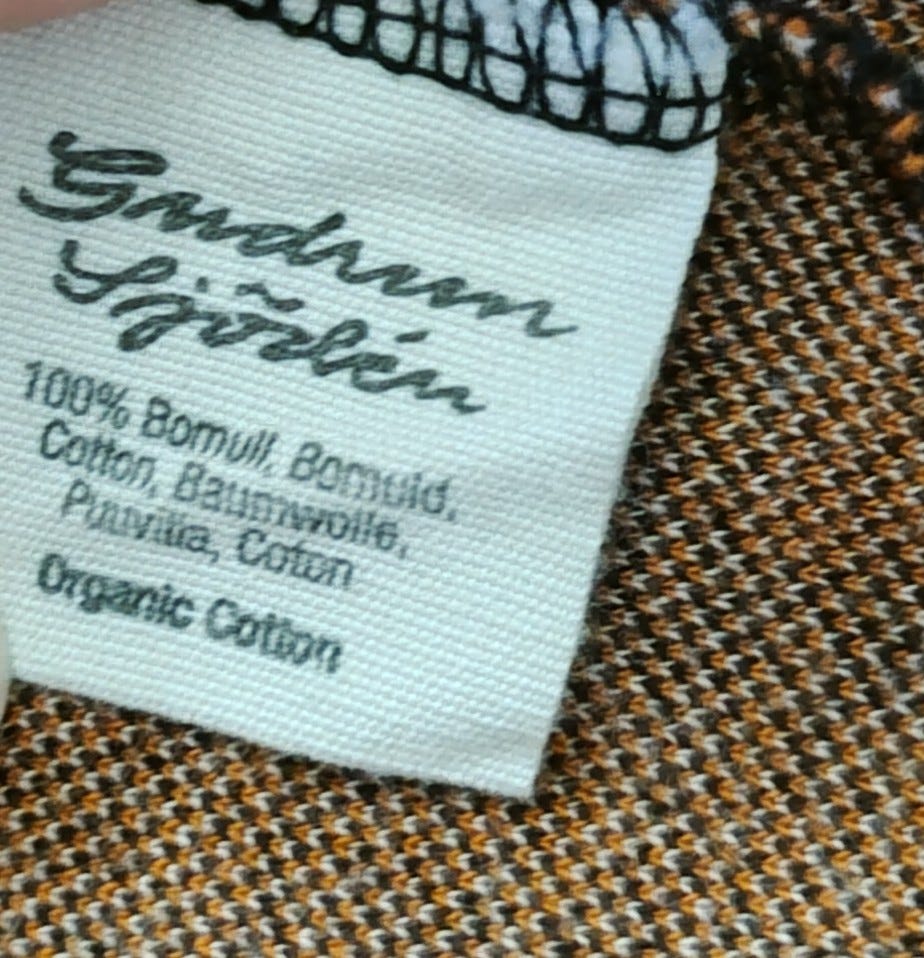 Gudrun
Sjödén
100% Bomull, Bomuld,
Cotton, Baumwolle,
Puuvilla, Coton
Organic Cotton